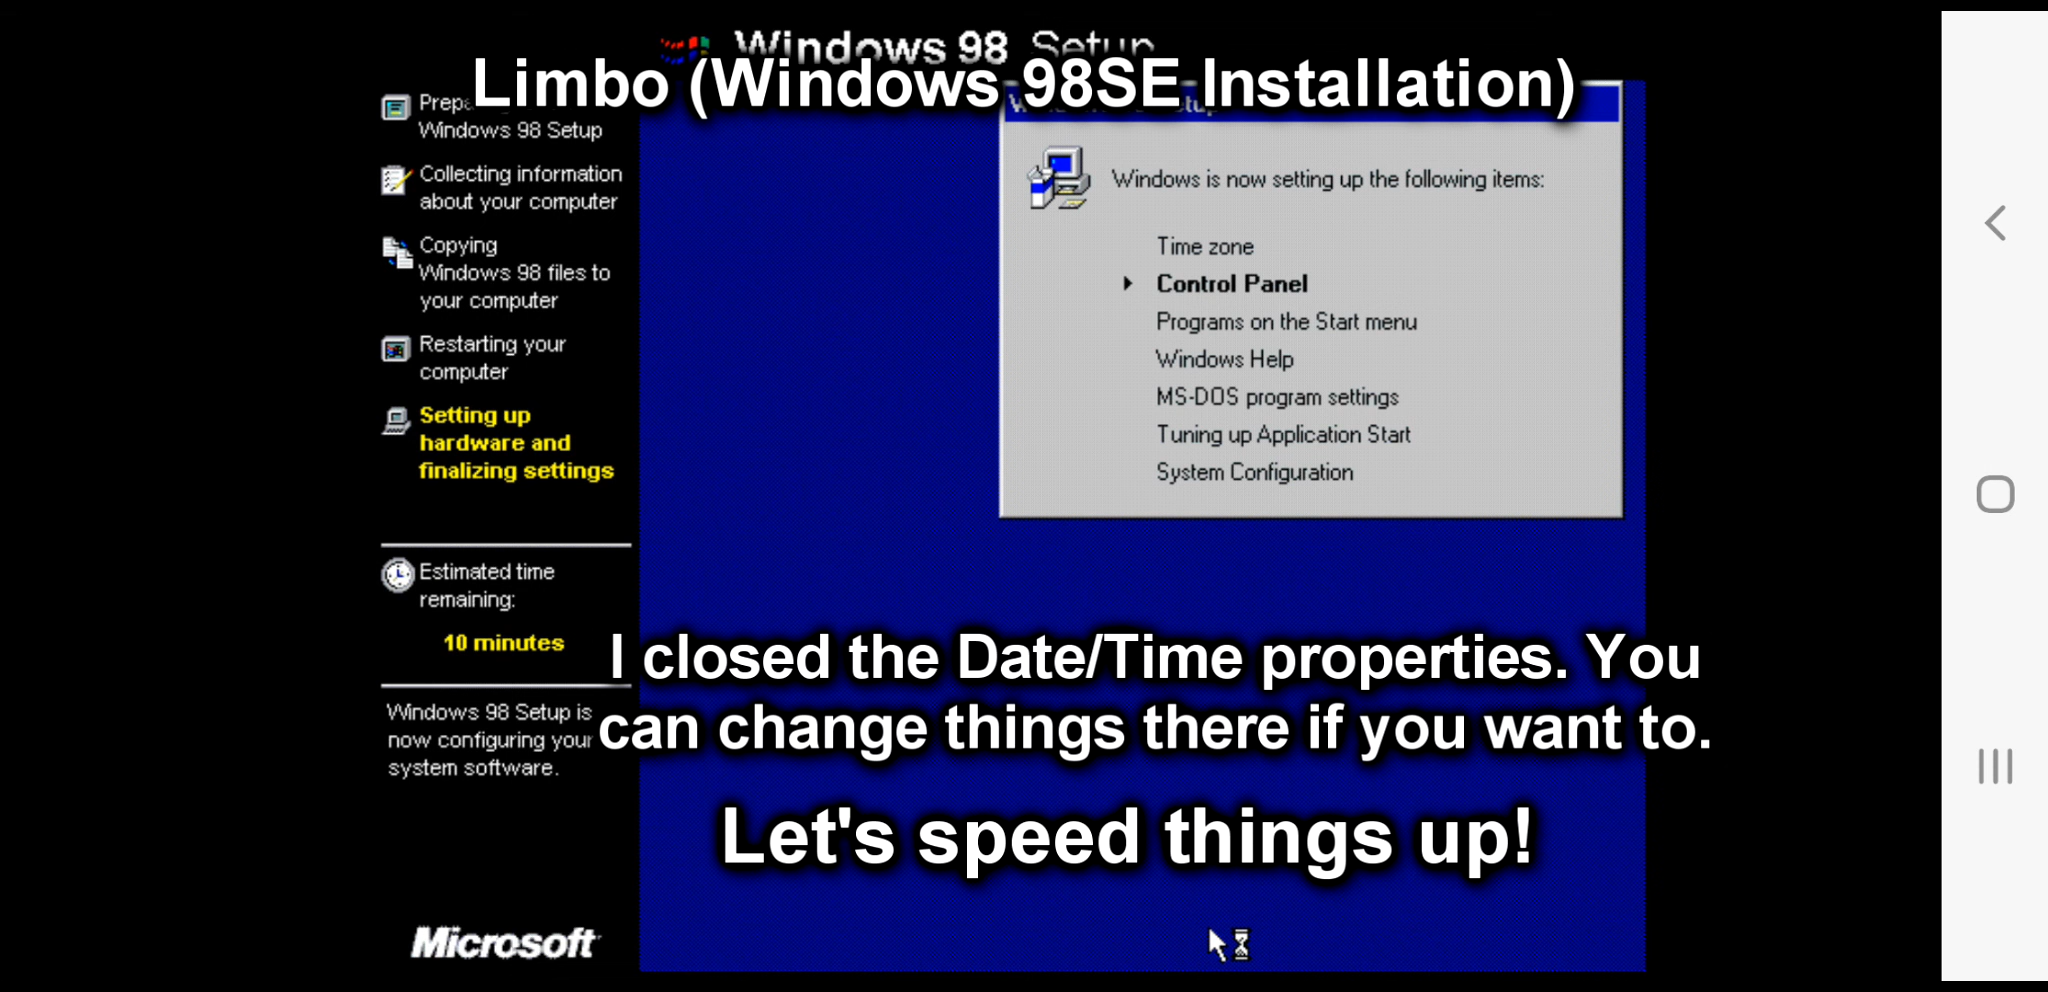 Windows 98 Setup
Limbo (Windows 98SE Installation)
Windows 98 Setup
Collecting information
about your computer
Copying
Windows 98 files to
your computer
Restarting your
computer
Setting up
hardware and
finalizing settings
Estimated time
remaining:
10 minutes
Windows 98 Setup is
now configuring your
system software.
Microsoft
Windows is now setting up the following items:
Time zone
Control Panel
Programs on the Start menu
Windows Help
MS-DOS program settings
Tuning up Application Start
System Configuration
I closed the Date/Time properties. You
can change things there if you want to.
Let's speed things up!